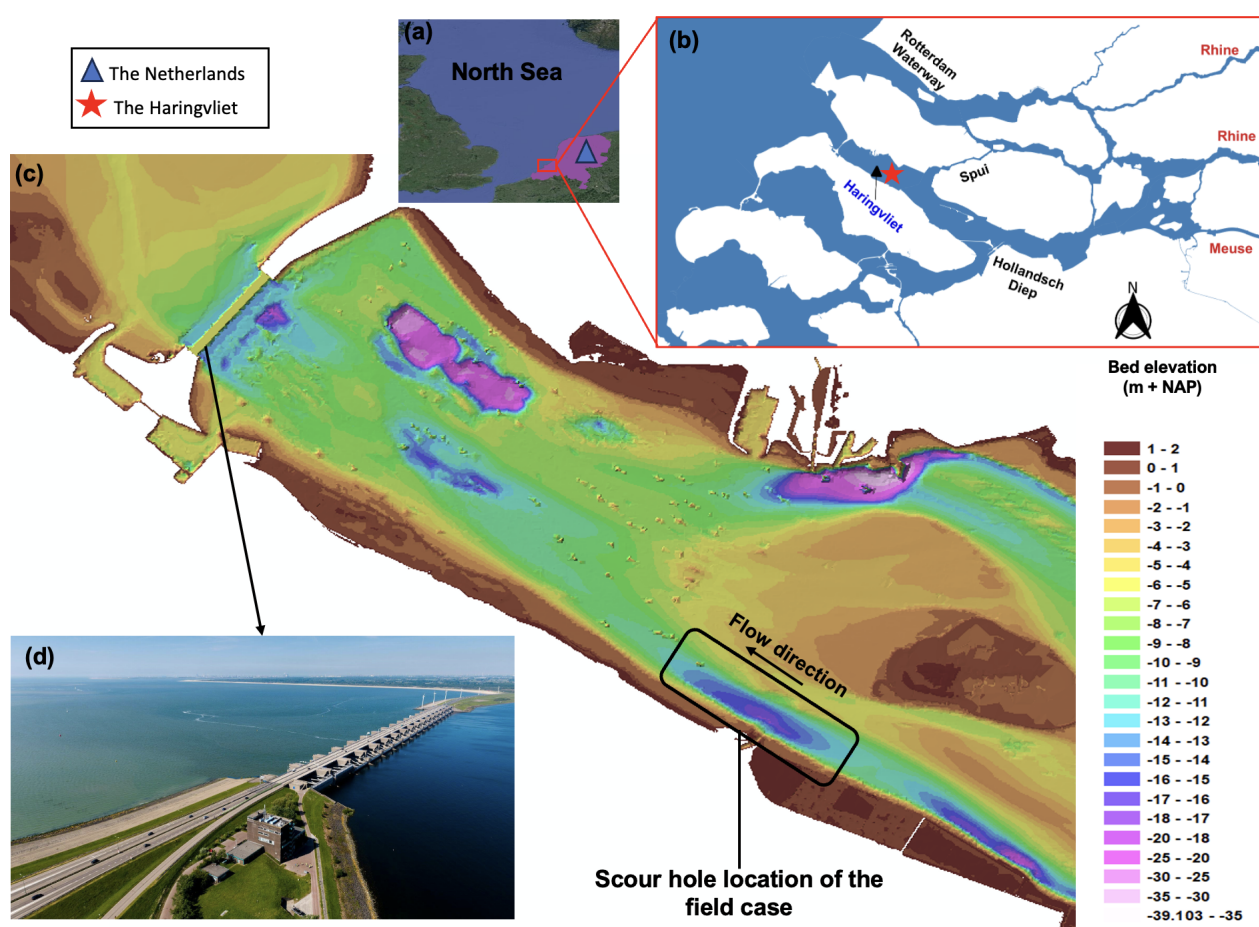 The Netherlands
The Haringvliet
(a)
North Sea
(b)
Rotterdam
Waterway
Rhine
Rhine
Spui
Haringvliet
Meuse
Hollandsch
Diep
N
(c)
Flow direction
Scour hole location of the
field case
(d)
Bed elevation
(m + NAP)
1 - 2
0 - 1
-1 - 0
-2 - -1
-3 - -2
-4 - -3
-5 - -4
-6 - -5
-7 - -6
-8 - -7
-9 - -8
-10 - -9
-11 - -10
-12 - -11
-13 - -12
-14 - -13
-15 - -14
-16 - -15
-17 - -16
-18 - -17
-20 - -18
-25 - -20
-30 - -25
-35 - -30
-39.103 - -35